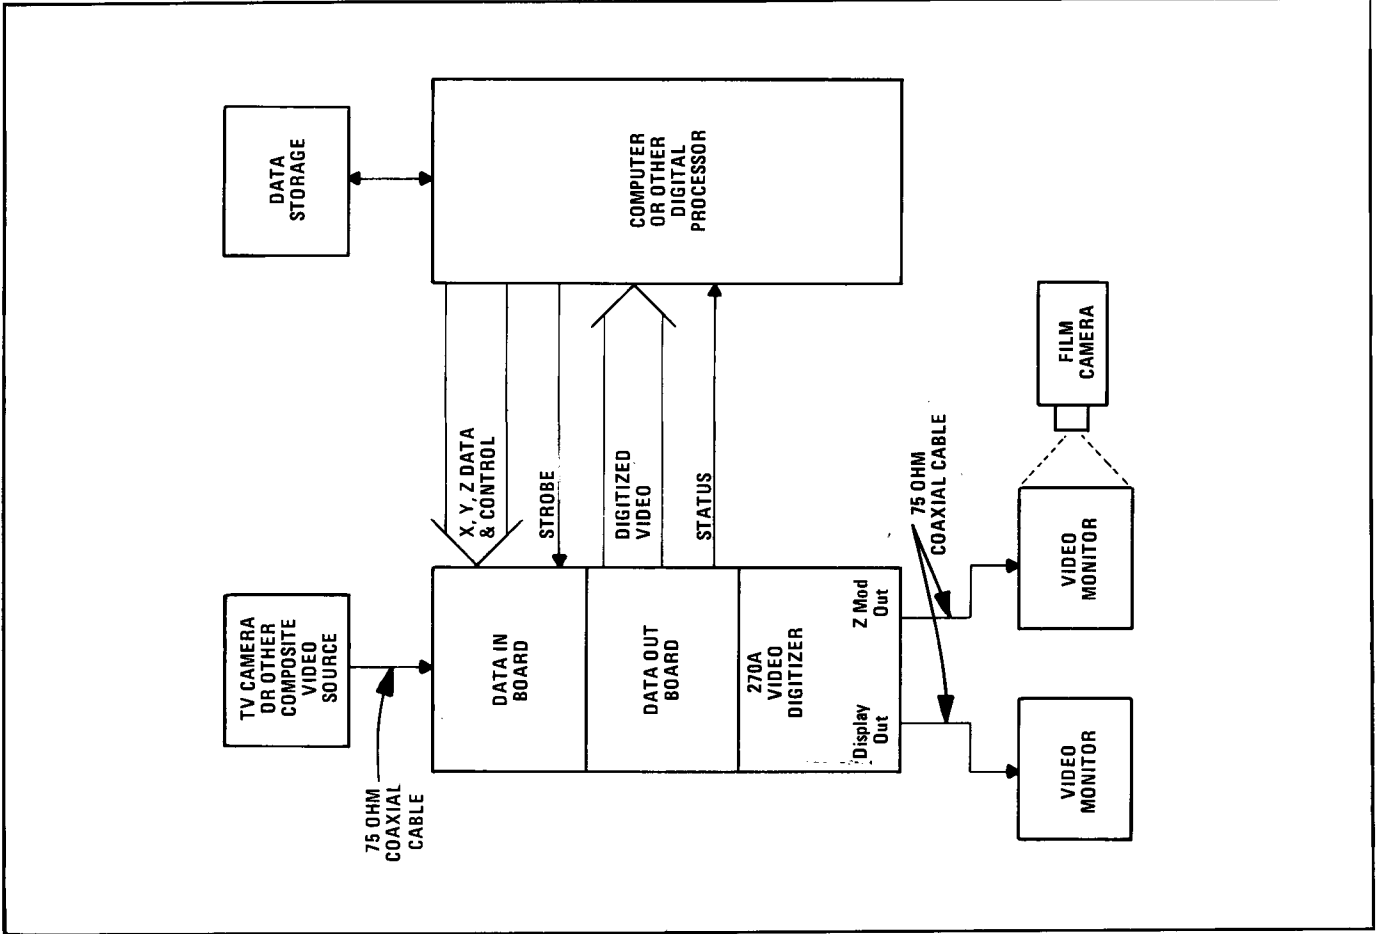 TV CAMERA
OR OTHER
COMPOSITE
VIDEO
SOURCE
DATA
STORAGE
75 OHM
COAXIAL
CABLE
DATA IN
BOARD
DATA OUT
BOARD
270A
VIDEO
DIGITIZER
Display
Out
Z Mod
Out
X, Y, Z DATA
& CONTROL
STROBE
DIGITIZED
VIDEO
STATUS
COMPUTER
OR OTHER
DIGITAL
PROCESSOR
75 OHM
COAXIAL CABLE
VIDEO
MONITOR
VIDEO
MONITOR
FILM
CAMERA